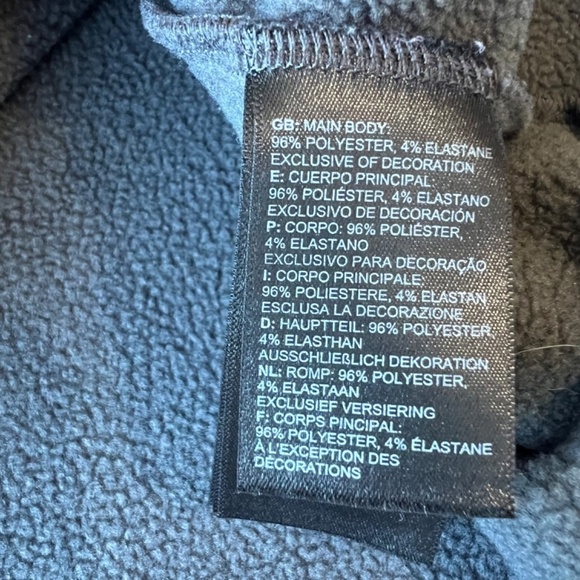 GB: MAIN BODY:
96% POLYESTER, 4% ELASTANE
EXCLUSIVE OF DECORATION
E: CUERPO PRINCIPAL:
96% POLIÉSTER, 4% ELASTANO
EXCLUSIVO DE DECORACIÓN
P: CORPO: 96% POLIÉSTER,
4% ELASTANO
EXCLUSIVO PARA DECORAÇÃO
I: CORPO PRINCIPALE:
96% POLIESTERE, 4% ELASTAN
ESCLUSA LA DECORAZIONE
D: HAUPTTEIL: 96% POLYESTER
4% ELASTHAN
AUSSCHLIEßLICH DEKORATION
NL: ROMP: 96% POLYESTER,
4% ELASTAAN
EXCLUSIEF VERSIERING
F: CORPS PINCIPAL:
96% POLYESTER, 4% ÉLASTANE
À L'EXCEPTION DES
DÉCORATIONS